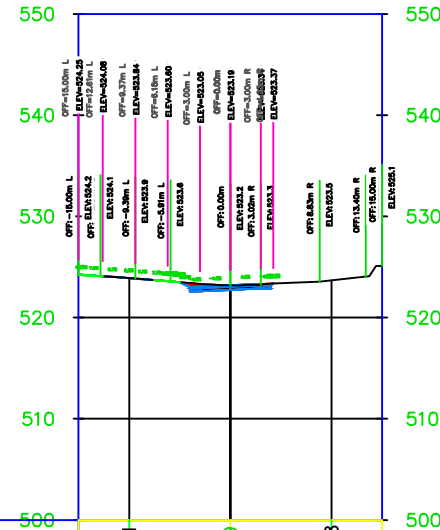 550
550
540
540
530
530
520
520
510
510
500
500
OFF=15.00m L
ELEV=524.25
OFF=12.61m L
ELEV=524.08
OFF=9.37m L
ELEV=523.84
OFF=6.18m L
ELEV=523.60
OFF=3.00m L
ELEV=523.05
OFF=0.00m
ELEV=523.19
OFF=3.00m R
ELEV=523.37
OFF: -15.00m L
ELEV: 524.2
OFF:
ELEV: 524.1
OFF: -9.39m L
ELEV: 523.9
OFF: -5.91m L
ELEV: 523.6
OFF: 0.00m
ELEV: 523.2
OFF: 3.02m R
ELEV: 523.3
OFF: 8.83m R
ELEV: 523.5
OFF: 13.40m R
OFF: 15.00m R
ELEV: 525.1